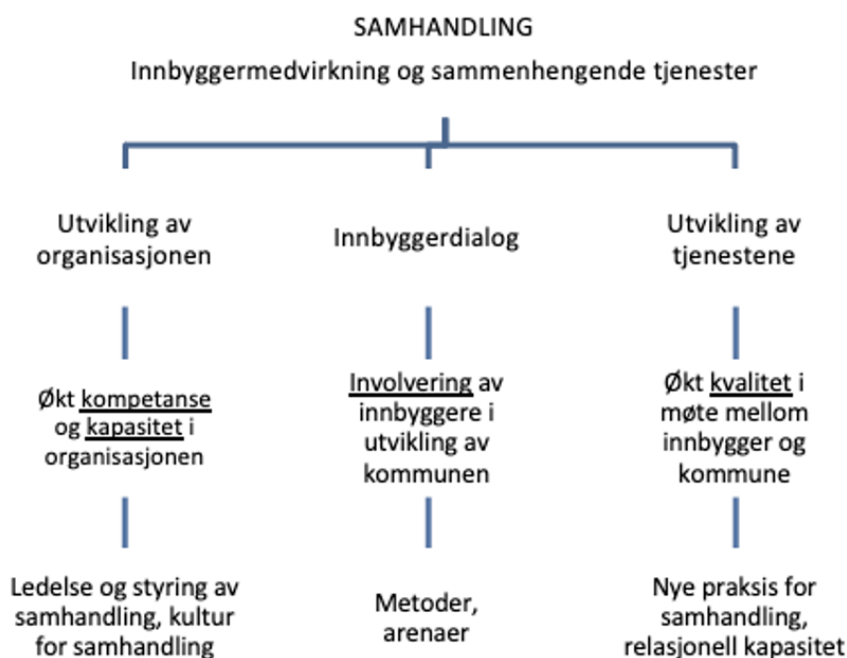 SAMHANDLING
Innbyggermedvirkning og sammenhengende tjenester
Utvikling av
organisasjonen
Innbyggerdialog
Utvikling av
tjenestene
Økt kompetanse
og kapasitet i
organisasjonen
Involvering av
innbyggere i
utvikling av
kommunen
Økt kvalitet i
møte mellom
innbygger og
kommune
Ledelse og styring av
samhandling, kultur
for samhandling
Metoder,
arenaer
Nye praksis for
samhandling,
relasjonell kapasitet